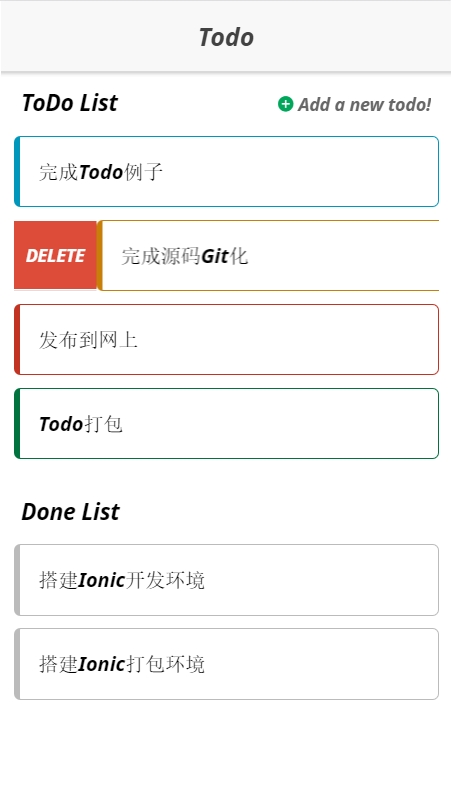 Todo
ToDo List
Add a new todo!
完成Todo例子
DELETE
完成源码Git化
发布到网上
Todo打包
Done List
搭建Ionic开发环境
搭建Ionic打包环境